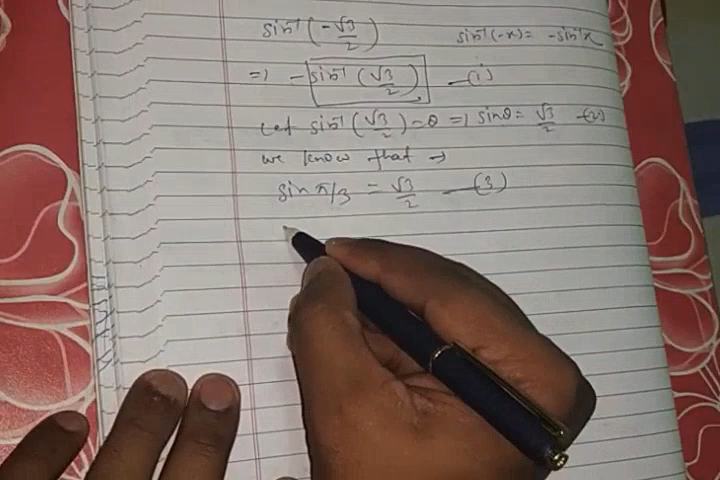 sin⁻¹(-√3/2) sin⁻¹(-x) = -sin⁻¹x
=> - sin⁻¹(√3/2) —(1)
Let sin⁻¹(√3/2) = θ => sinθ = √3/2 —(2)
we know that →
sin π/3 = √3/2 —(3)